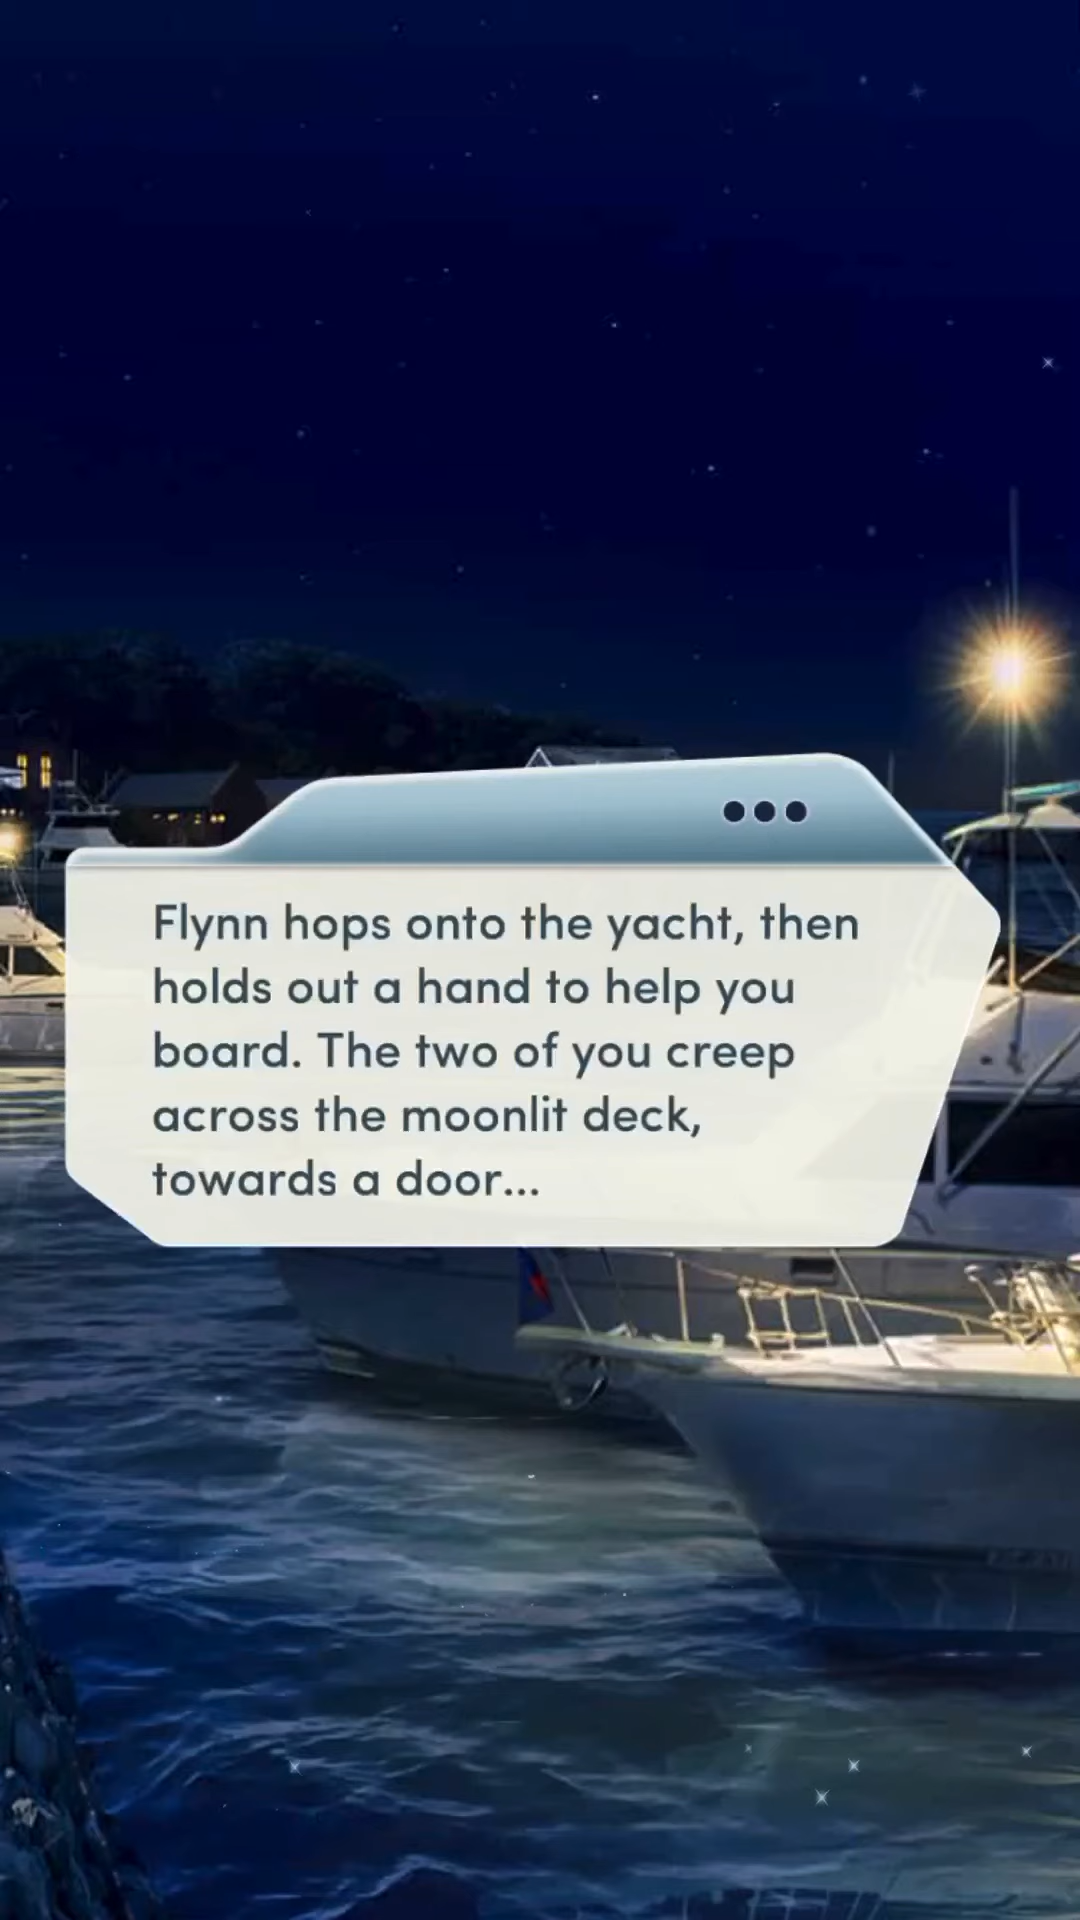 Flynn hops onto the yacht, then
holds out a hand to help you
board. The two of you creep
across the moonlit deck,
towards a door...